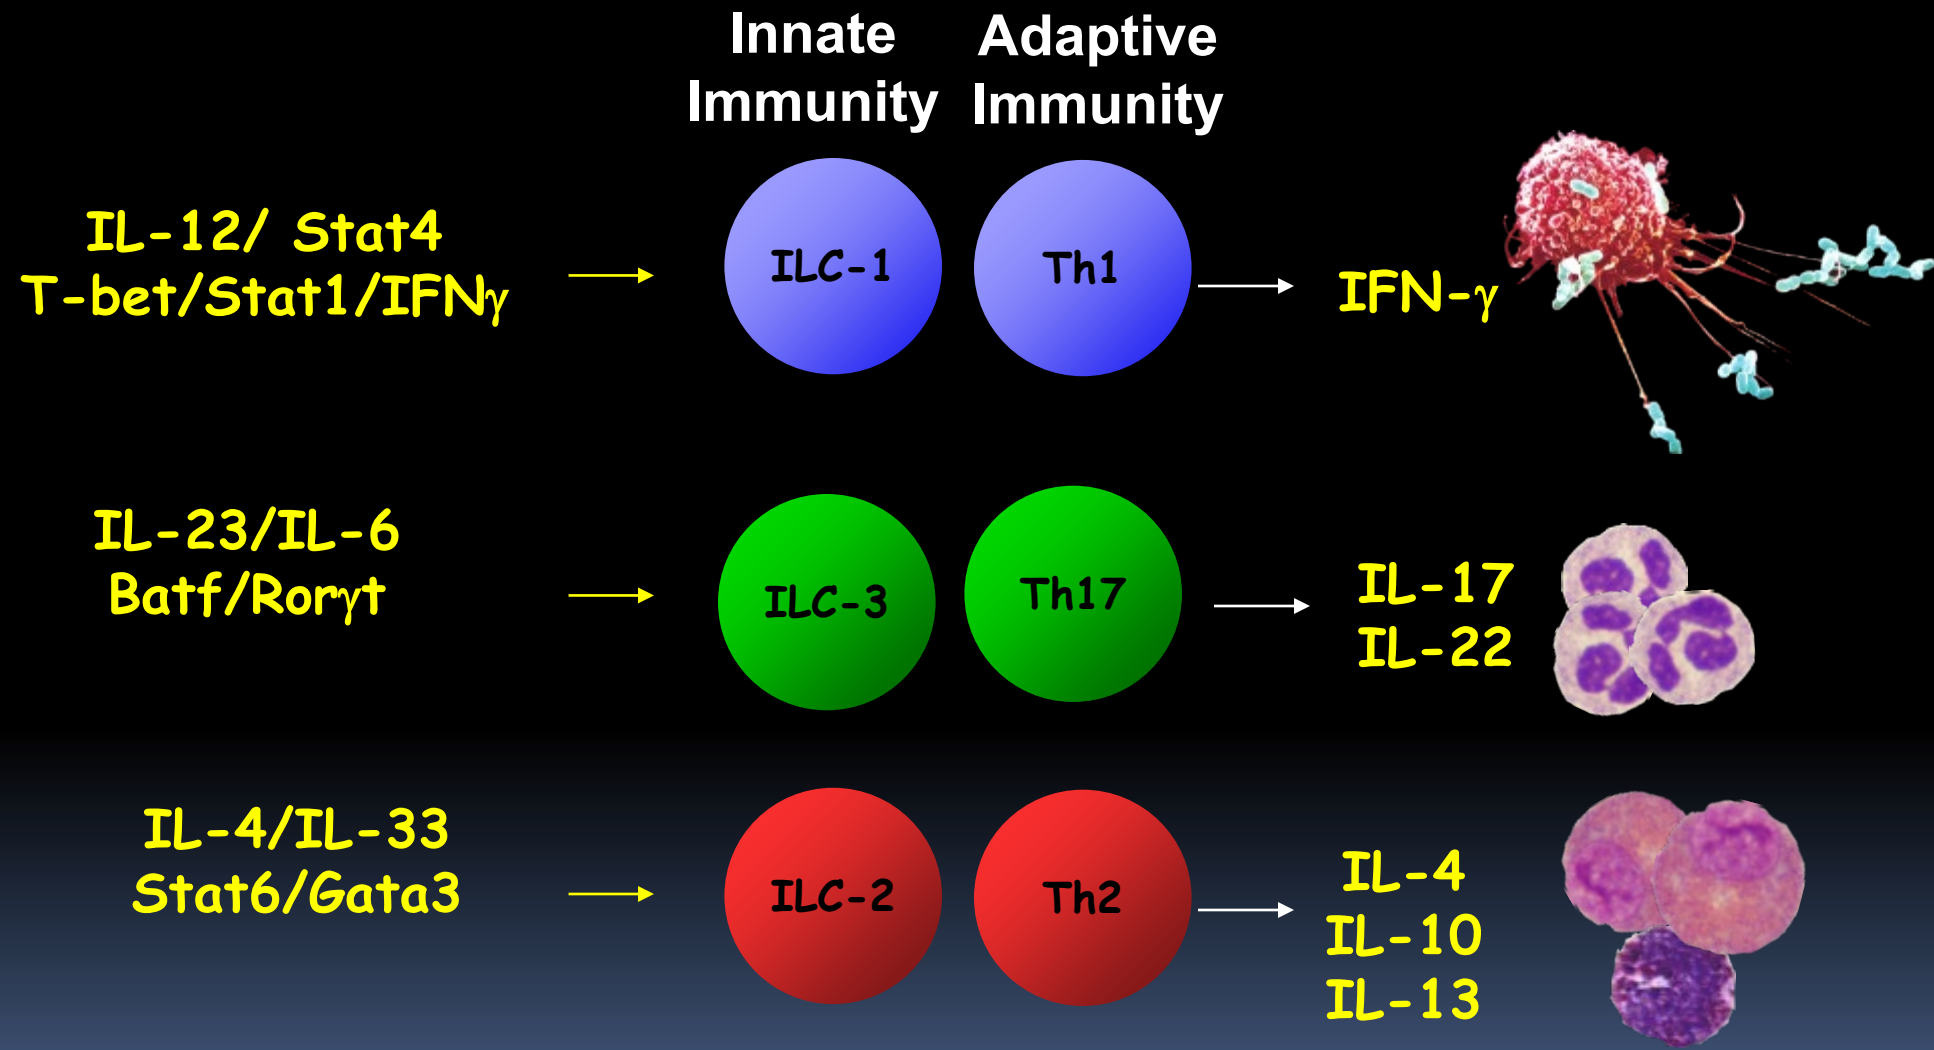 Innate
Immunity
Adaptive
Immunity
IL-12/ Stat4
T-bet/Stat1/IFNγ
ILC-1
Th1
IFN-γ
IL-23/IL-6
Batf/Rorγt
ILC-3
Th17
IL-17
IL-22
IL-4/IL-33
Stat6/Gata3
ILC-2
Th2
IL-4
IL-10
IL-13